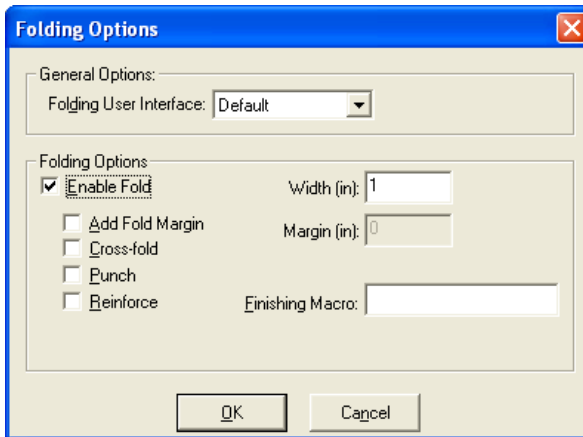 Folding Options
General Options:
Folding User Interface: Default
Folding Options
Enable Fold Width (in): 1
Add Fold Margin Margin (in): 0
Cross-fold
Punch
Reinforce Finishing Macro:
OK Cancel